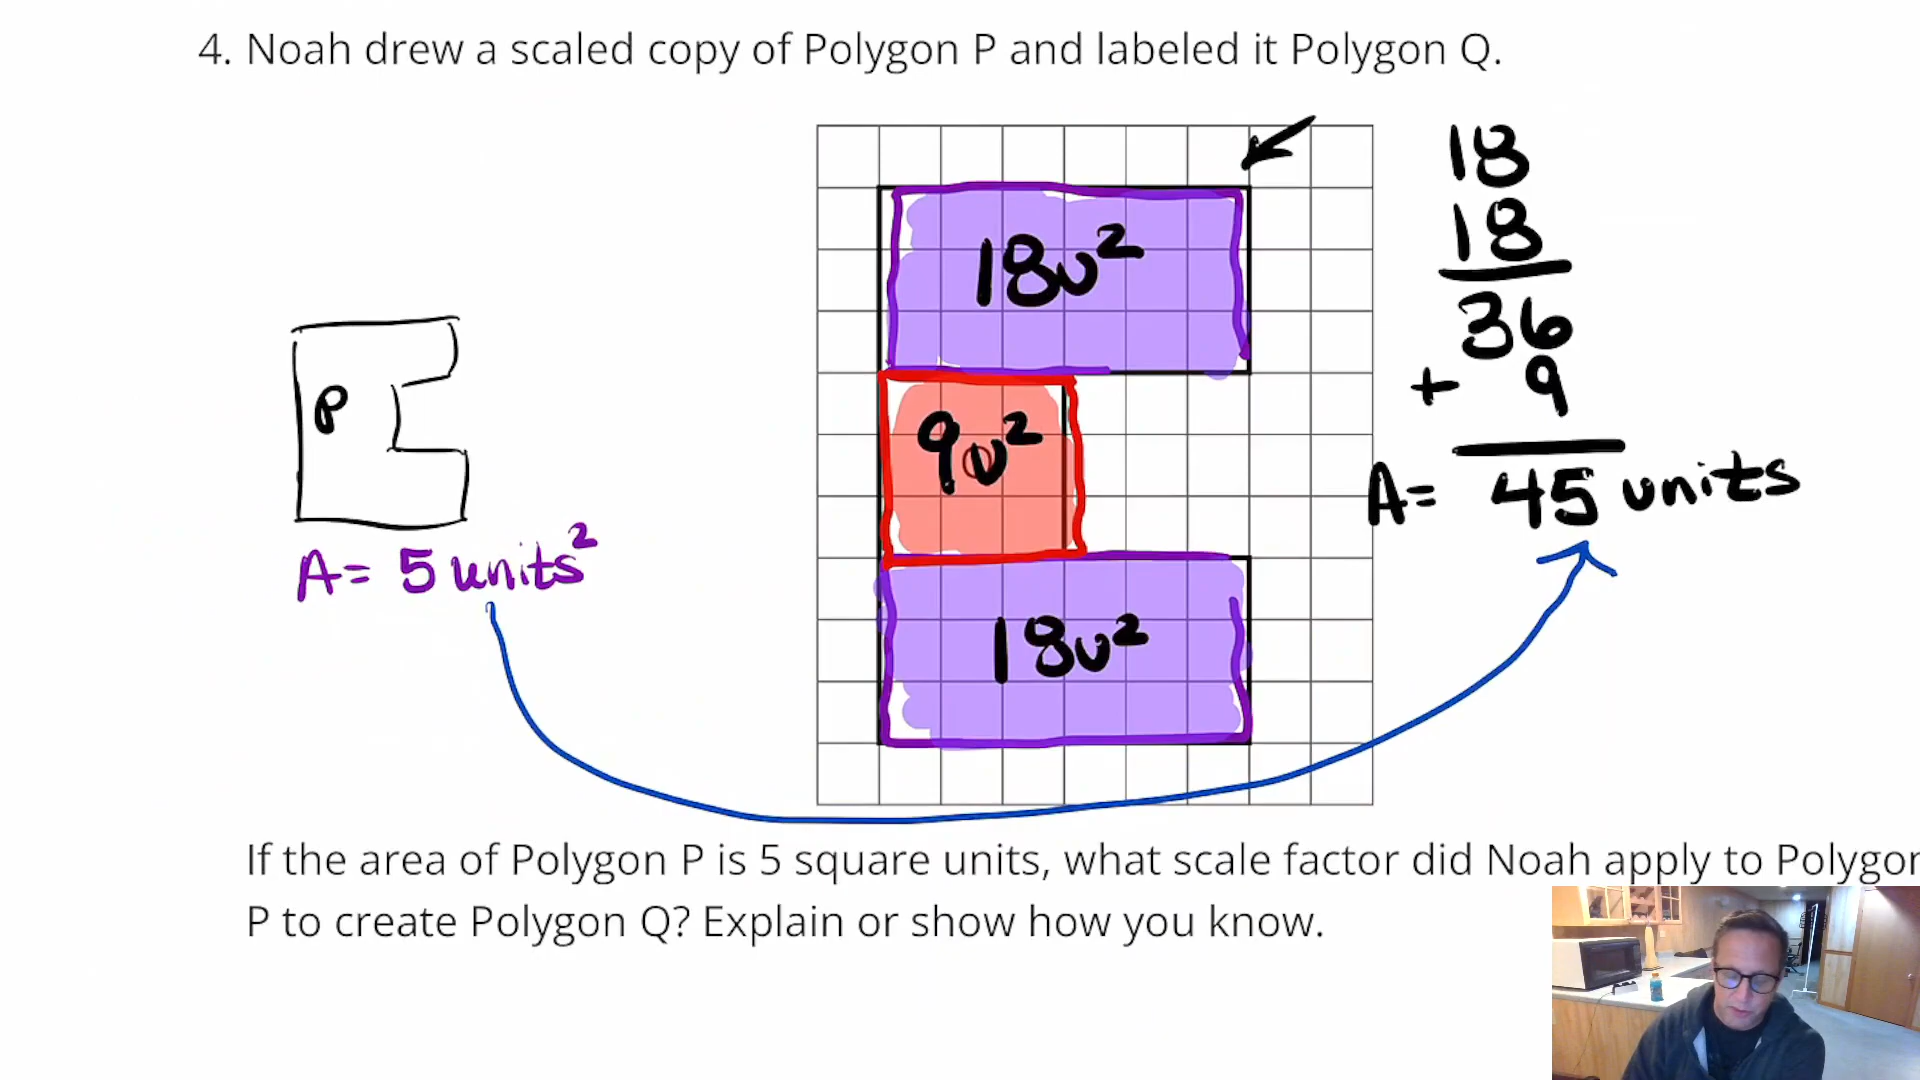 4. Noah drew a scaled copy of Polygon P and labeled it Polygon Q.
18
18
36
+ 9
A= 45 units
18u²
9u²
18u²
P
A= 5 units²
If the area of Polygon P is 5 square units, what scale factor did Noah apply to Polygon
P to create Polygon Q? Explain or show how you know.